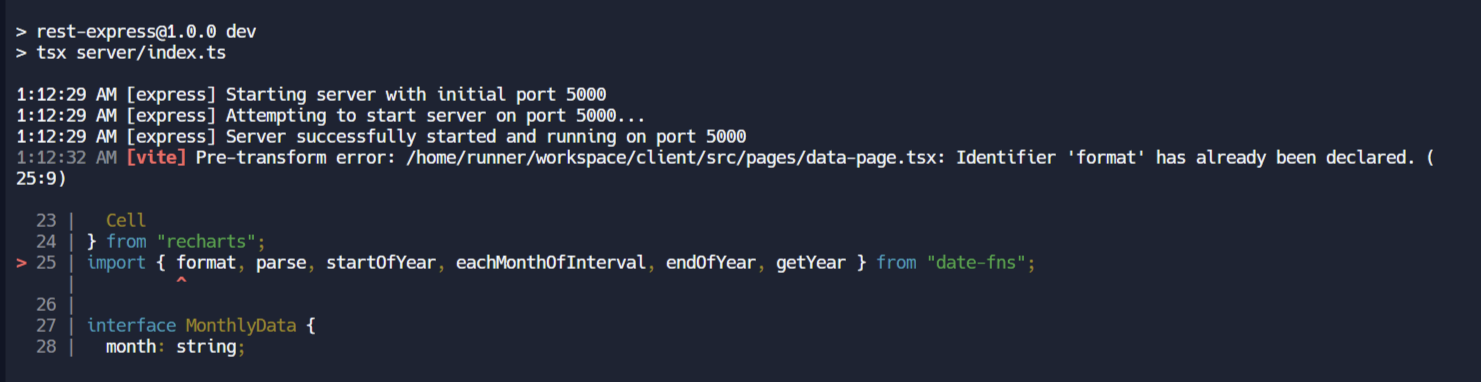 > rest-express@1.0.0 dev
> tsx server/index.ts
1:12:29 AM [express] Starting server with initial port 5000
1:12:29 AM [express] Attempting to start server on port 5000...
1:12:29 AM [express] Server successfully started and running on port 5000
1:12:32 AM [vite] Pre-transform error: /home/runner/workspace/client/src/pages/data-page.tsx: Identifier 'format' has already been declared. (
25:9)
  23 |   Cell
  24 | } from "recharts";
> 25 | import { format, parse, startOfYear, eachMonthOfInterval, endOfYear, getYear } from "date-fns";
     |          ^
  26 |
  27 | interface MonthlyData {
  28 |   month: string;